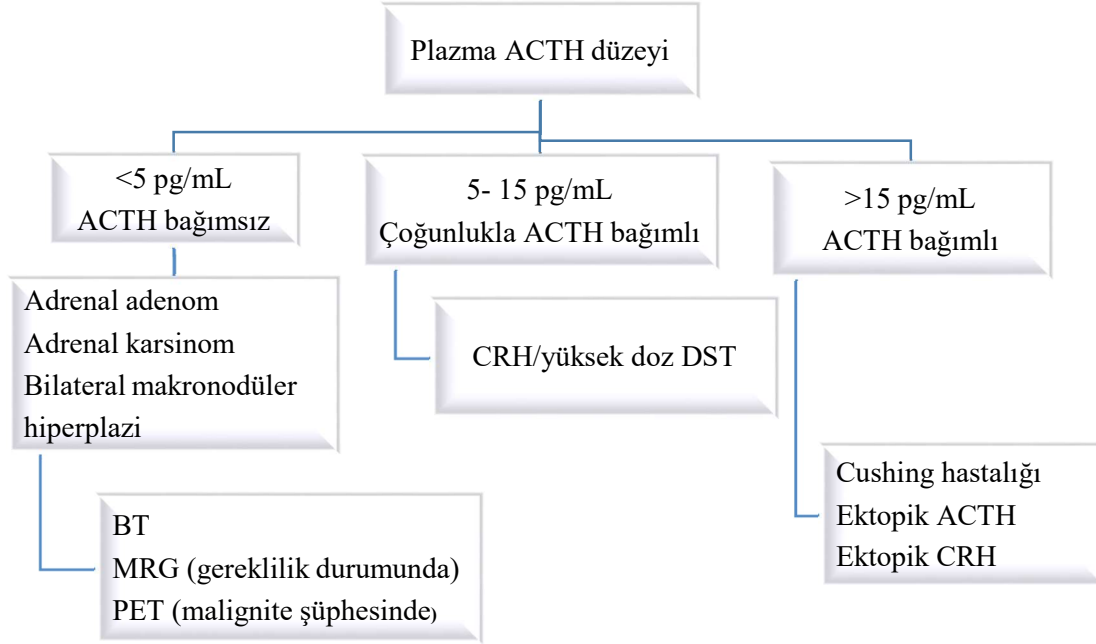 Plazma ACTH düzeyi
<5 pg/mL
ACTH bağımsız
5- 15 pg/mL
Çoğunlukla ACTH bağımlı
>15 pg/mL
ACTH bağımlı
Adrenal adenom
Adrenal karsinom
Bilateral makronodüler
hiperplazi
CRH/yüksek doz DST
Cushing hastalığı
Ektopik ACTH
Ektopik CRH
BT
MRG (gereklilik durumunda)
PET (malignite şüphesinde)